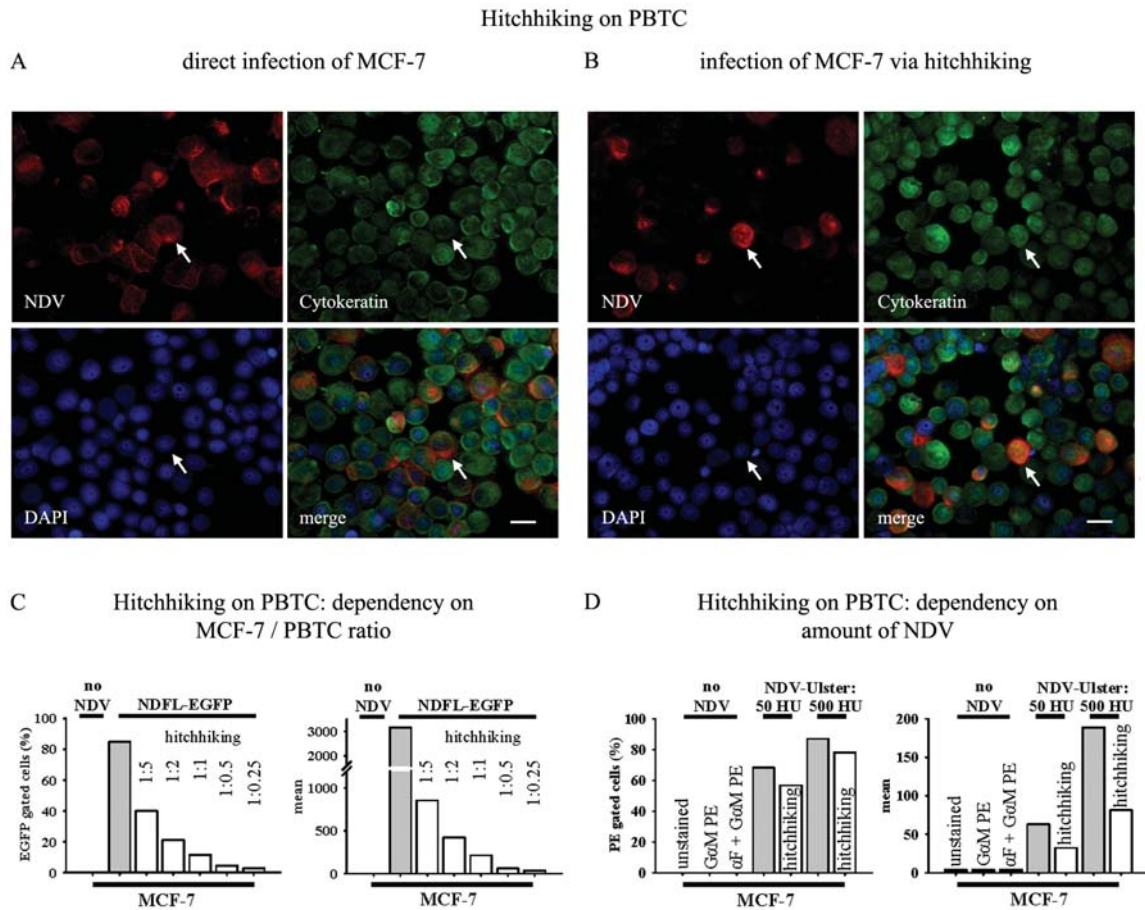 Hitchhiking on PBTC
A
direct infection of MCF-7
B
infection of MCF-7 via hitchhiking
NDV
Cytokeratin
DAPI
merge
NDV
Cytokeratin
DAPI
merge
C
Hitchhiking on PBTC: dependency on
MCF-7 / PBTC ratio
no
NDV
NDFL-EGFP
hitchhiking
1:5
1:2
1:1
1:0.5
1:0.25
EGFP gated cells (%)
100
80
60
40
20
0
MCF-7
no
NDV
NDFL-EGFP
hitchhiking
1:5
1:2
1:1
1:0.5
1:0.25
mean
3000
2000
1000
500
0
MCF-7
D
Hitchhiking on PBTC: dependency on
amount of NDV
no
NDV
NDV-Ulster:
50 HU 500 HU
PE gated cells (%)
100
80
60
40
20
0
unstained
GαM PE
αF + GαM PE
hitchhiking
hitchhiking
MCF-7
no
NDV
NDV-Ulster:
50 HU 500 HU
mean
200
150
100
50
0
unstained
GαM PE
αF + GαM PE
hitchhiking
hitchhiking
MCF-7